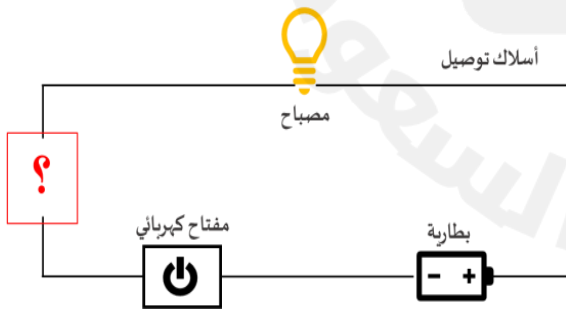 أسلاك توصيل
مصباح
؟
مفتاح كهربائي
بطارية
- +